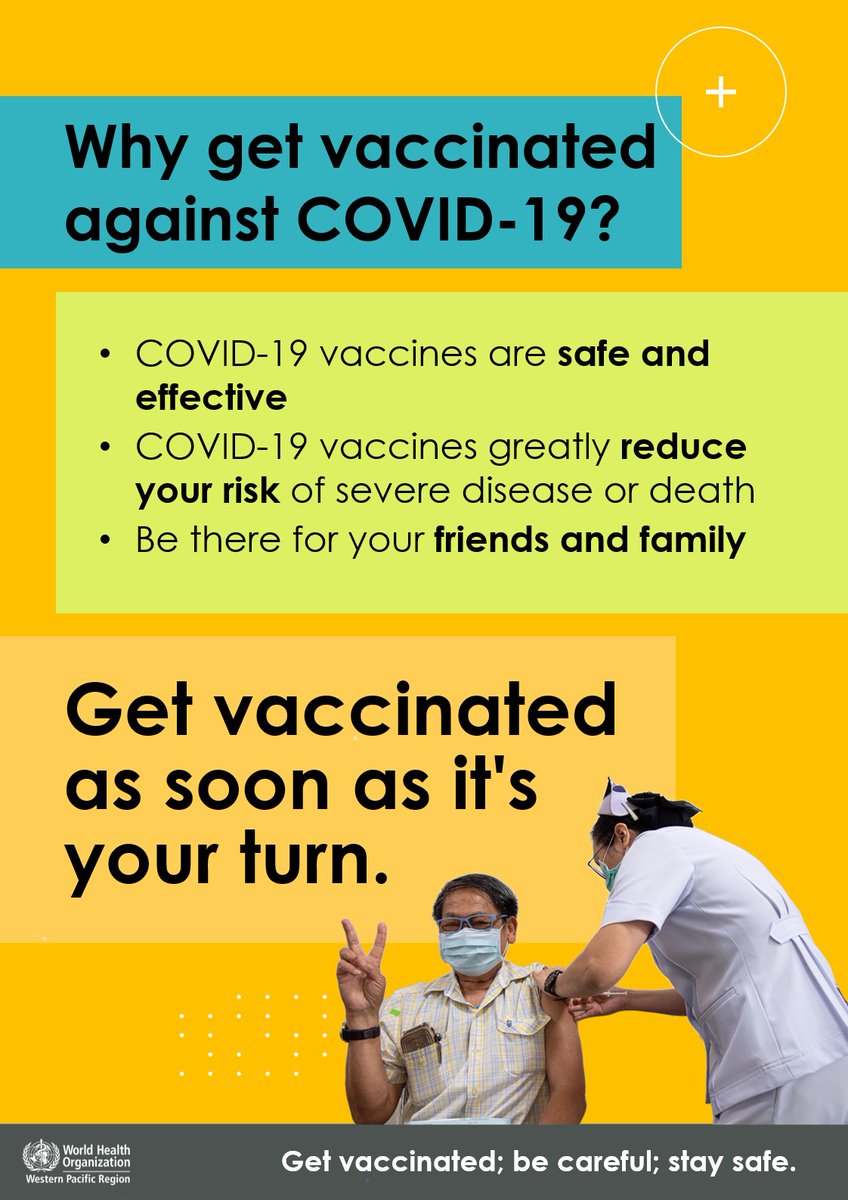 Why get vaccinated
against COVID-19?
• COVID-19 vaccines are safe and
effective
• COVID-19 vaccines greatly reduce
your risk of severe disease or death
• Be there for your friends and family
Get vaccinated
as soon as it's
your turn.
World Health
Organization
Western Pacific Region
Get vaccinated; be careful; stay safe.